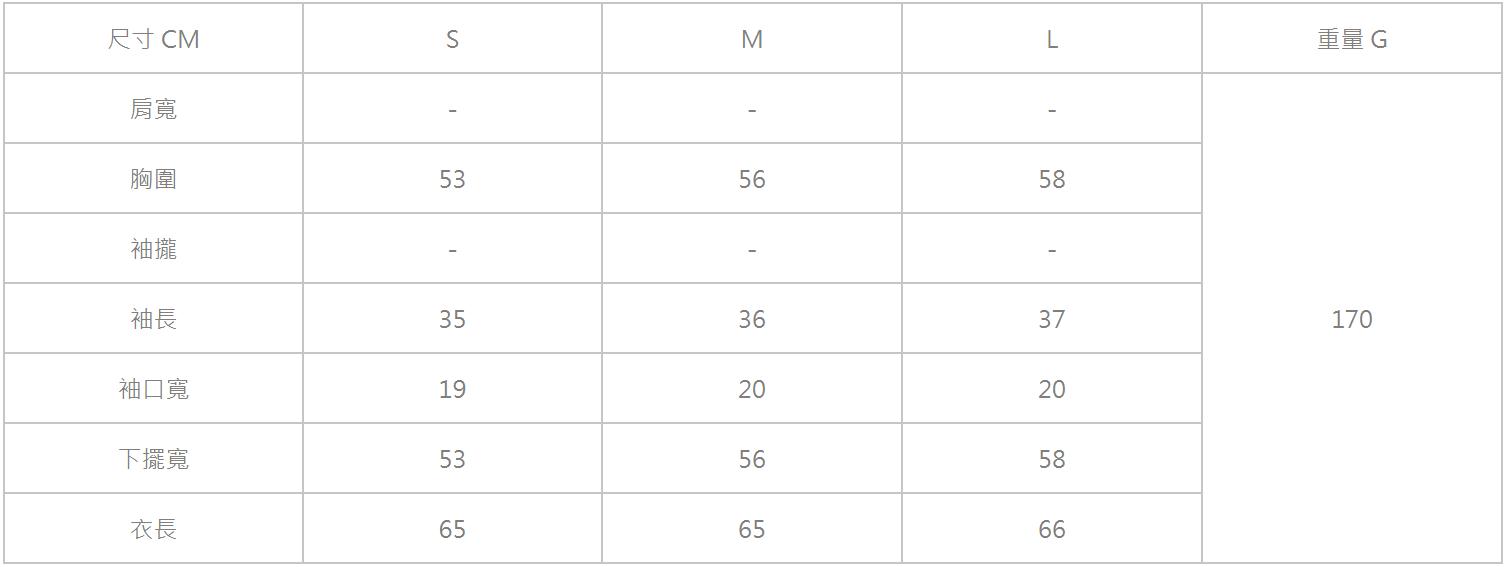 尺寸 CM S M L 重量 G
肩寬 - - -
胸圍 53 56 58
袖攏 - - -
袖長 35 36 37 170
袖口寬 19 20 20
下擺寬 53 56 58
衣長 65 65 66